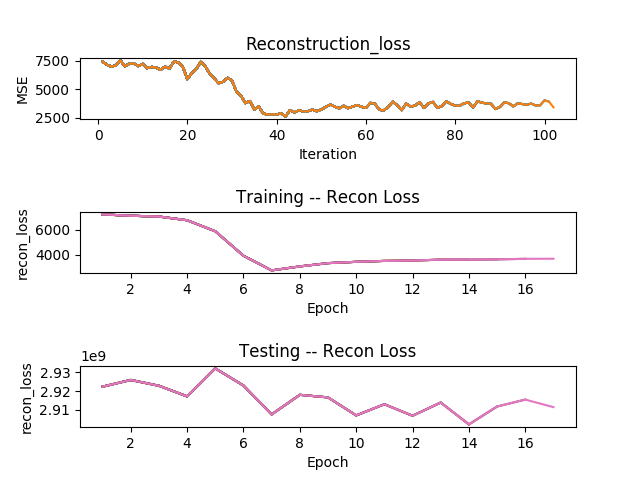 Reconstruction_loss
MSE
7500
5000
2500
0 20 40 60 80 100
Iteration
Training -- Recon Loss
recon_loss
6000
4000
2 4 6 8 10 12 14 16
Epoch
Testing -- Recon Loss
1e9
recon_loss
2.93
2.92
2.91
2 4 6 8 10 12 14 16
Epoch